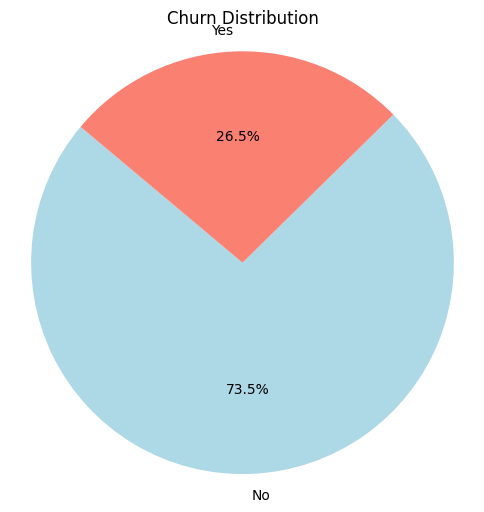 Churn Distribution
Yes
26.5%
73.5%
No